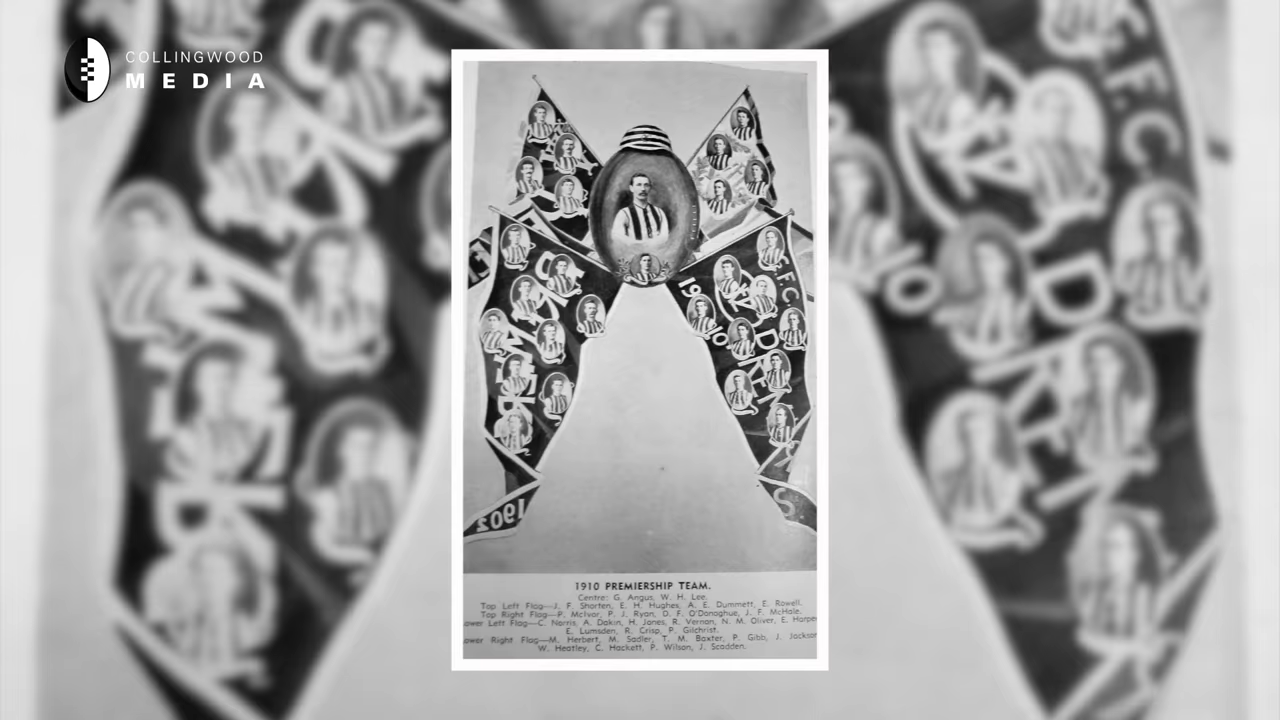 COLLINGWOOD
MEDIA
F.C.
1910
1902
1910 PREMIERSHIP TEAM.
Centre: G. Angus, W. H. Lee.
Top Left Flag—J. F. Shorten, E. H. Hughes, A. E. Dummett, E. Rowell.
Top Right Flag—P. McIvor, P. J. Ryan, D. F. O'Donoghue, J. F. McHale.
ower Left Flag—C. Norris, A. Dakin, H. Jones, R. Vernan, N. M. Oliver, E. Harper
E. Lumsden, R. Crisp, P. Gilchrist.
ower Right Flag—M. Herbert, M. Sadler, T. M. Baxter, P. Gibb, J. Jackson
W. Heatley, C. Hackett, P. Wilson, J. Scadden.